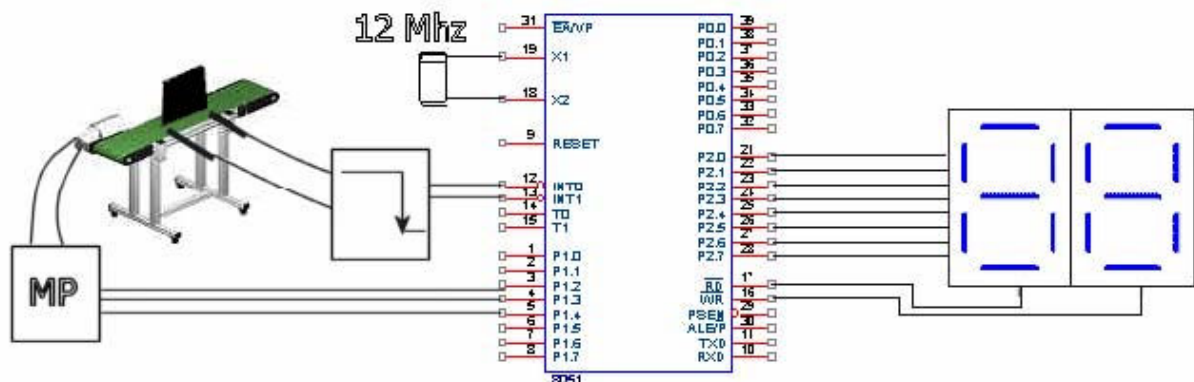 12 Mhz
MP
31 EA/VP
19 X1
18 X2
9 RESET
12 INT0
13 INT1
14 T0
15 T1
1 P1.0
2 P1.1
3 P1.2
4 P1.3
5 P1.4
6 P1.5
7 P1.6
8 P1.7
P0.0 39
P0.1 38
P0.2 37
P0.3 36
P0.4 35
P0.5 34
P0.6 33
P0.7 32
P2.0 21
P2.1 22
P2.2 23
P2.3 24
P2.4 25
P2.5 26
P2.6 27
P2.7 28
RD 17
WR 16
PSEN 29
ALE/P 30
TXD 11
RXD 10
8051